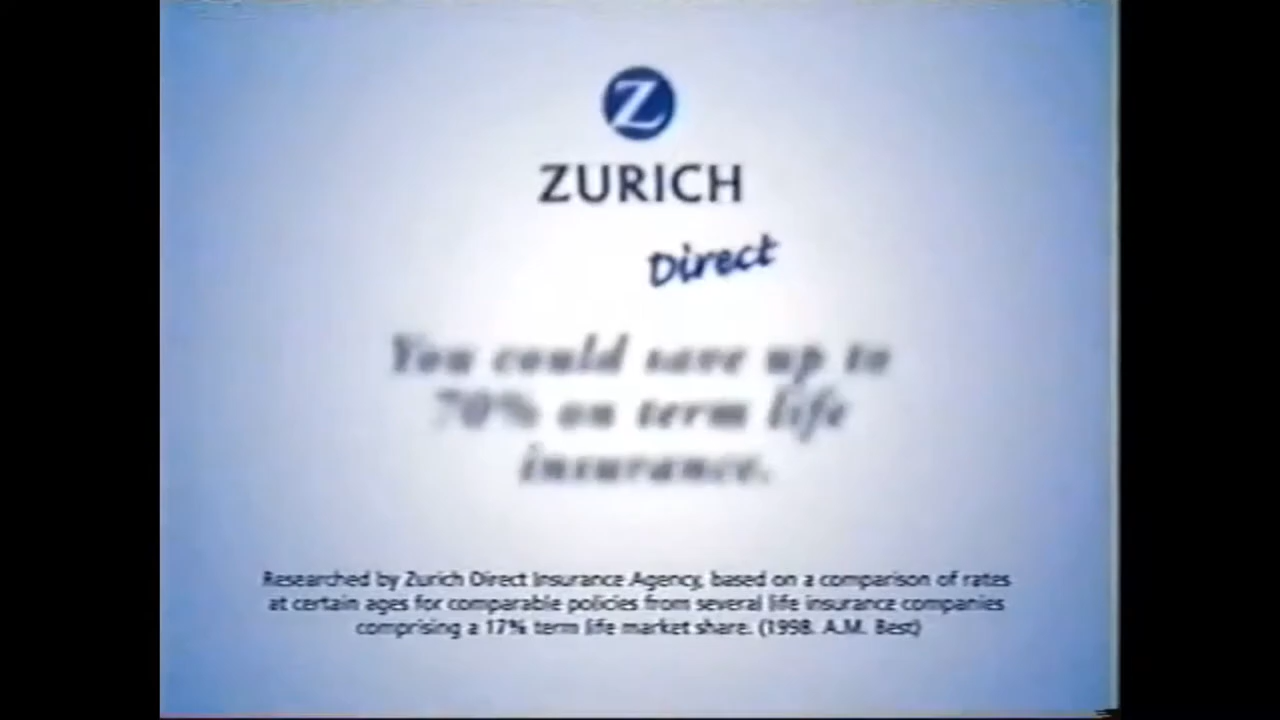 Z
ZURICH
Direct
You could save up to
70% on term life
insurance.
Researched by Zurich Direct Insurance Agency, based on a comparison of rates
at certain ages for comparable policies from several life insurance companies
comprising a 17% term life market share. (1998. A.M. Best)